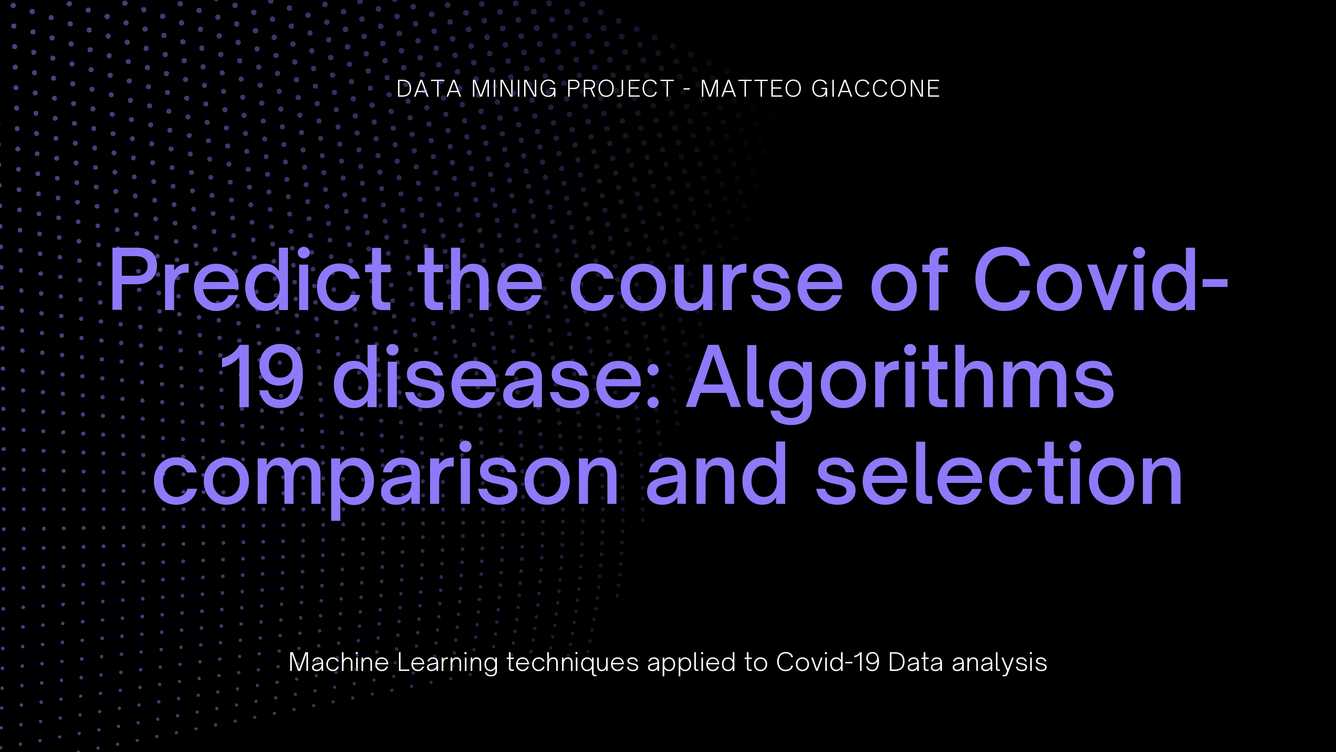 DATA MINING PROJECT - MATTEO GIACCONE
Predict the course of Covid-
19 disease: Algorithms
comparison and selection
Machine Learning techniques applied to Covid-19 Data analysis